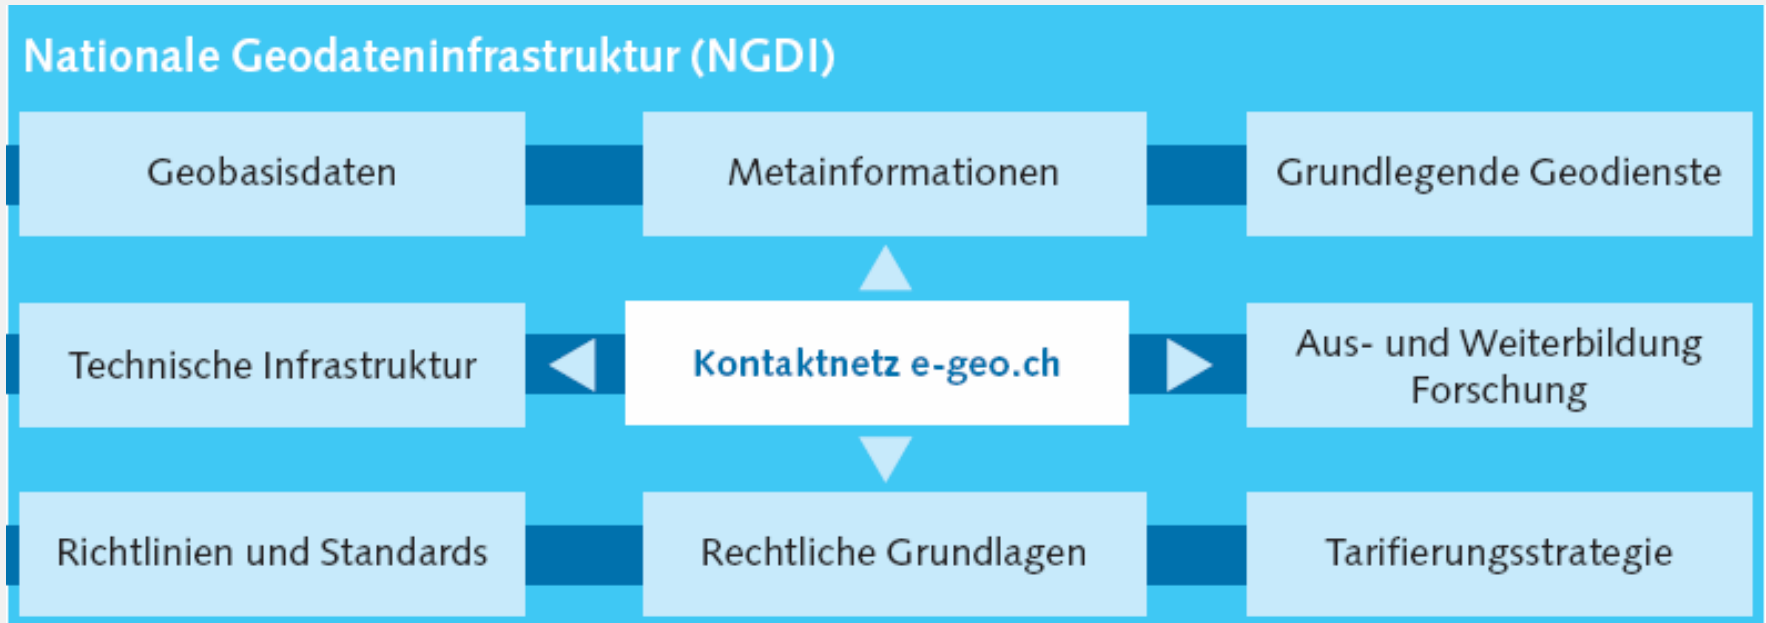 Nationale Geodateninfrastruktur (NGDI)
Geobasisdaten
Metainformationen
Grundlegende Geodienste
Technische Infrastruktur
Kontaktnetz e-geo.ch
Aus- und Weiterbildung
Forschung
Richtlinien und Standards
Rechtliche Grundlagen
Tarifierungsstrategie